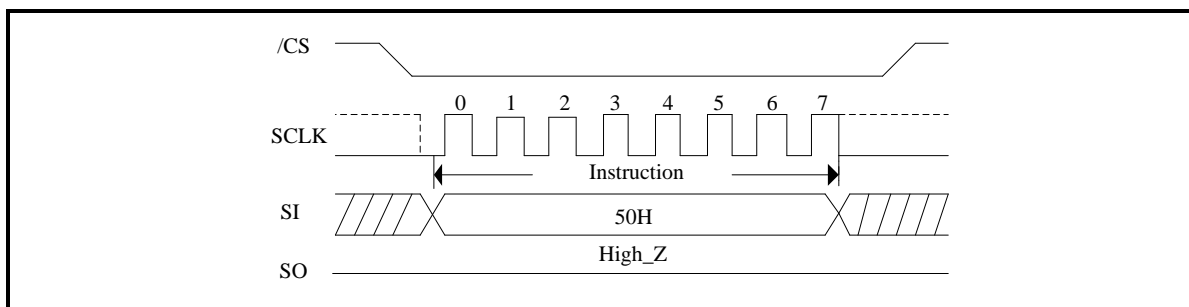 /CS
0 1 2 3 4 5 6 7
SCLK
Instruction
SI
50H
High_Z
SO